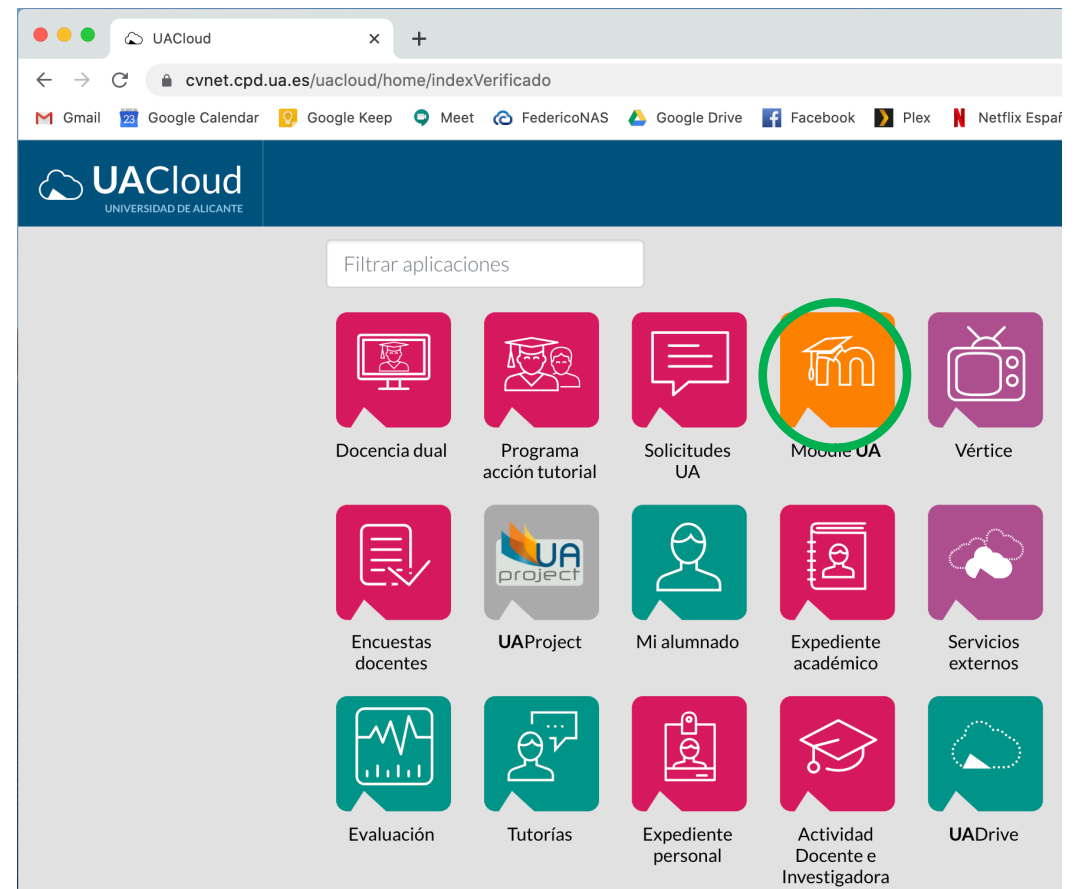 UACloud
cvnet.cpd.ua.es/uacloud/home/indexVerificado
Gmail 23 Google Calendar Google Keep Meet FedericoNAS Google Drive Facebook Plex N Netflix Españ
UACloud
UNIVERSIDAD DE ALICANTE
Filtrar aplicaciones
Docencia dual
Programa
acción tutorial
Solicitudes
UA
Moodle UA
Vértice
UA
project
Encuestas
docentes
UAProject
Mi alumnado
Expediente
académico
Servicios
externos
Evaluación
Tutorías
Expediente
personal
Actividad
Docente e
Investigadora
UADrive